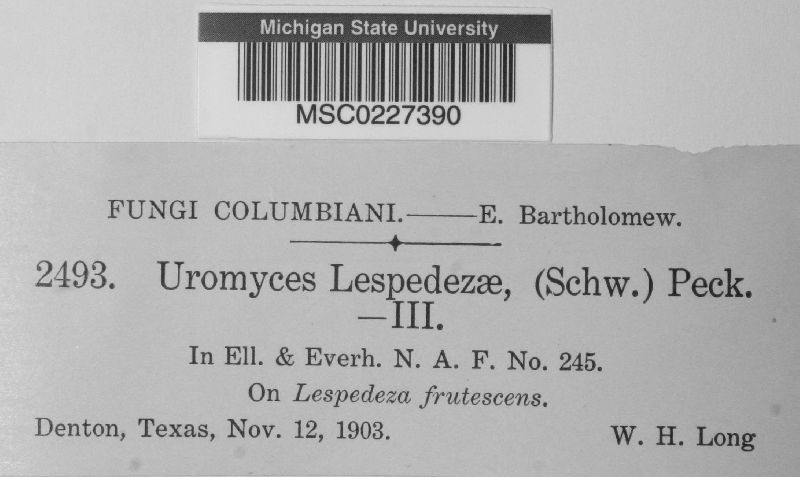 Michigan State University
MSC0227390
FUNGI COLUMBIANI.——E. Bartholomew.
2493. Uromyces Lespedezæ, (Schw.) Peck.
—III.
In Ell. & Everh. N. A. F. No. 245.
On Lespedeza frutescens.
Denton, Texas, Nov. 12, 1903. W. H. Long